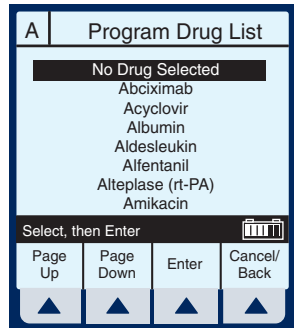 A Program Drug List
No Drug Selected
Abciximab
Acyclovir
Albumin
Aldesleukin
Alfentanil
Alteplase (rt-PA)
Amikacin
Select, then Enter
Page Up
Page Down
Enter
Cancel/ Back